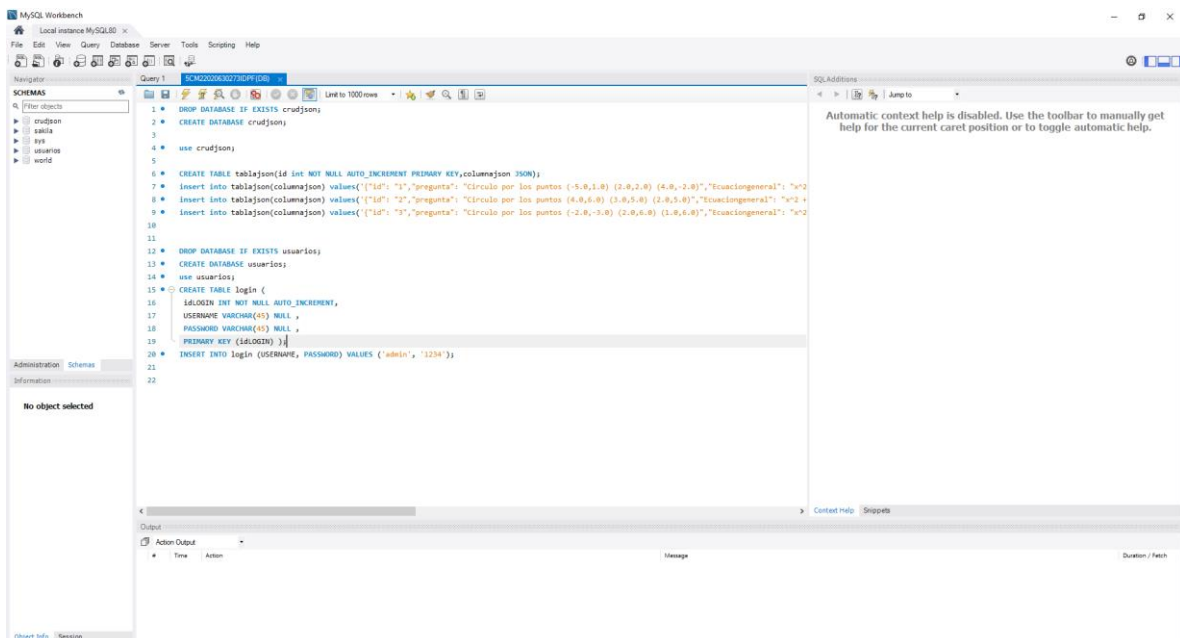 MySQL Workbench
Local instance MySQL80
File Edit View Query Database Server Tools Scripting Help
Navigator
SCHEMAS
Filter objects
crudjson
sakila
sys
usuarios
world
Administration Schemas
Information
No object selected
Object Info Session
Query 1 5CM22020630273IDPF(DB)
Limit to 1000 rows
1 DROP DATABASE IF EXISTS crudjson;
2 CREATE DATABASE crudjson;
3
4 use crudjson;
5
6 CREATE TABLE tablajson(id int NOT NULL AUTO_INCREMENT PRIMARY KEY,columnajson JSON);
7 insert into tablajson(columnajson) values('{"id": "1","pregunta": "Circulo por los puntos (-5.0,1.0) (2.0,2.0) (4.0,-2.0)","Ecuaciongeneral": "x^2
8 insert into tablajson(columnajson) values('{"id": "2","pregunta": "Circulo por los puntos (4.0,6.0) (3.0,5.0) (2.0,5.0)","Ecuaciongeneral": "x^2 +
9 insert into tablajson(columnajson) values('{"id": "3","pregunta": "Circulo por los puntos (-2.0,-3.0) (2.0,6.0) (1.0,6.0)","Ecuaciongeneral": "x^2
10
11
12 DROP DATABASE IF EXISTS usuarios;
13 CREATE DATABASE usuarios;
14 use usuarios;
15 CREATE TABLE login (
16 idLOGIN INT NOT NULL AUTO_INCREMENT,
17 USERNAME VARCHAR(45) NULL ,
18 PASSWORD VARCHAR(45) NULL ,
19 PRIMARY KEY (idLOGIN) );
20 INSERT INTO login (USERNAME, PASSWORD) VALUES ('admin', '1234');
21
22
SQLAdditions
Jump to
Automatic context help is disabled. Use the toolbar to manually get
help for the current caret position or to toggle automatic help.
Context Help Snippets
Output
Action Output
# Time Action Message Duration / Fetch